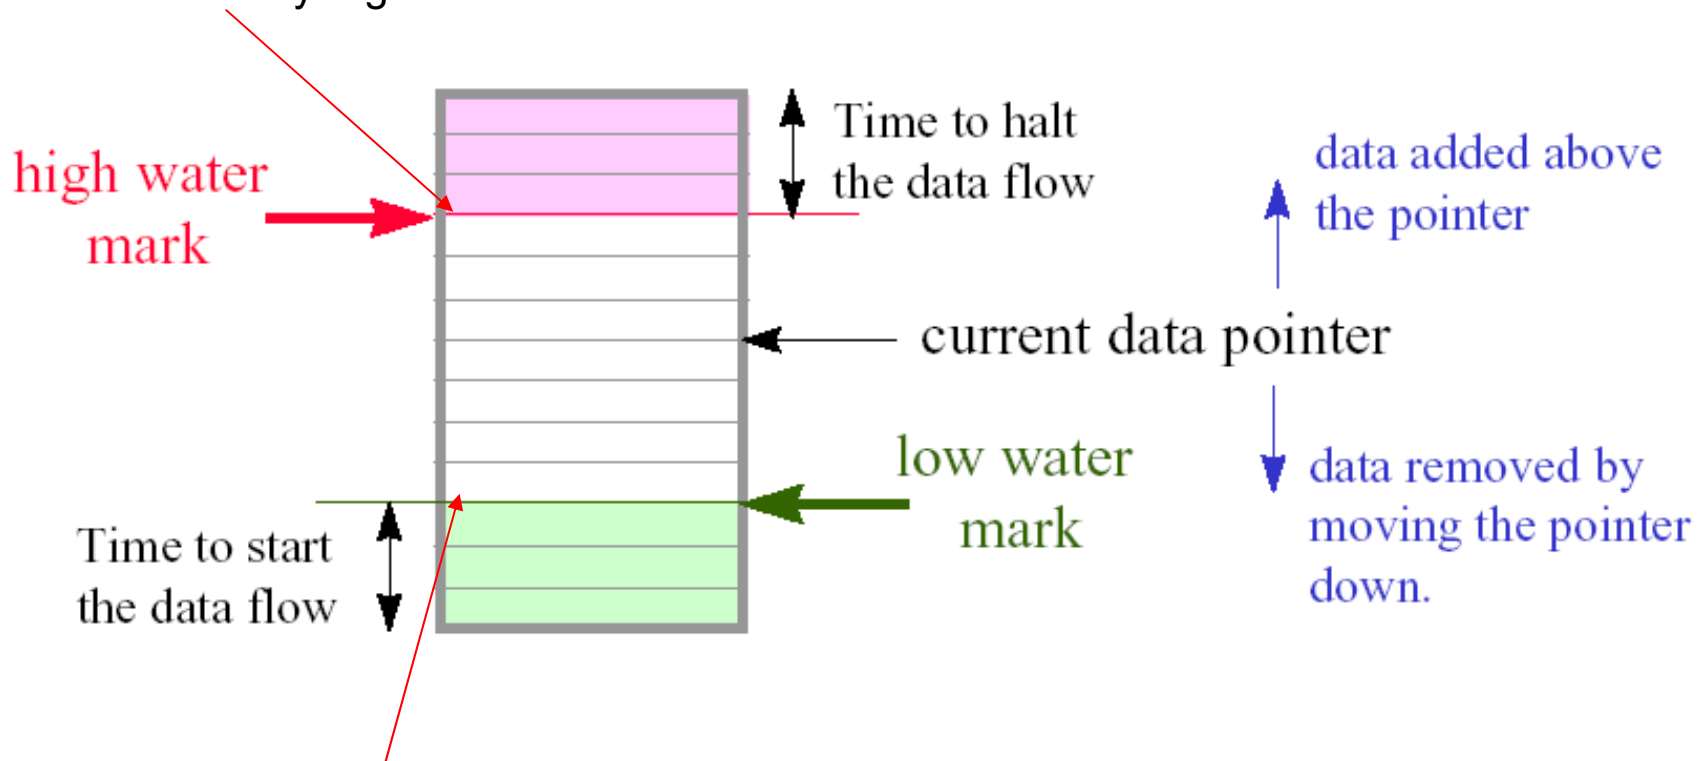 Time to halt
the data flow
high water
mark
data added above
the pointer
current data pointer
low water
mark
data removed by
moving the pointer
down.
Time to start
the data flow